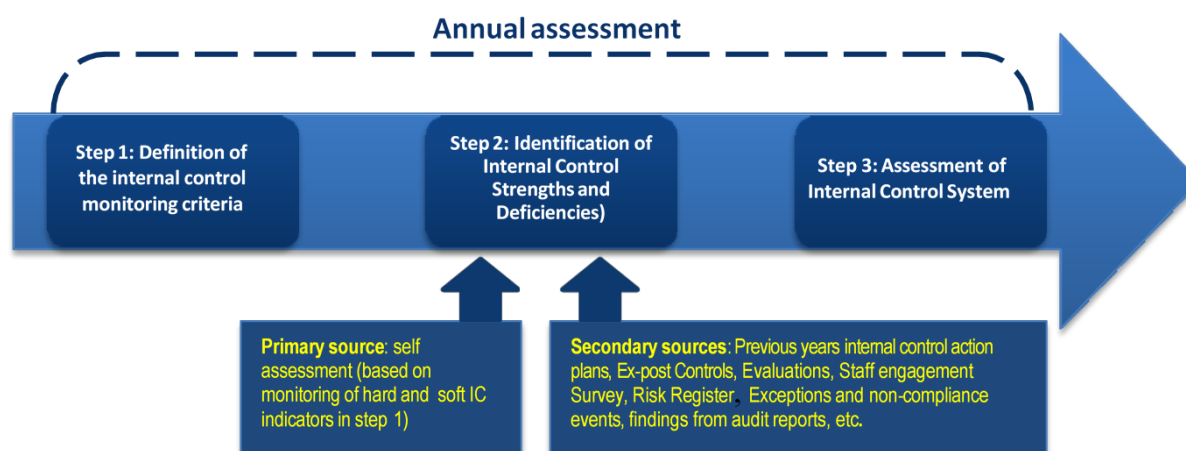 Annual assessment
Step 1: Definition of
the internal control
monitoring criteria
Step 2: Identification of
Internal Control
Strengths and
Deficiencies)
Step 3: Assessment of
Internal Control System
Primary source: self
assessment (based on
monitoring of hard and soft IC
indicators in step 1)
Secondary sources: Previous years internal control action
plans, Ex-post Controls, Evaluations, Staff engagement
Survey, Risk Register, Exceptions and non-compliance
events, findings from audit reports, etc.